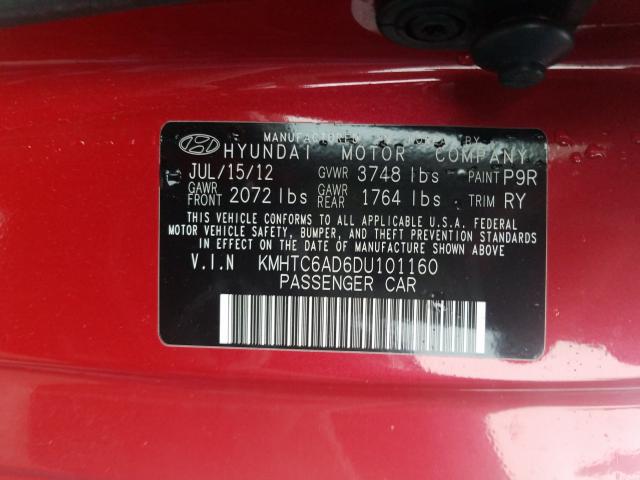 MANUFACTURED BY
HYUNDAI MOTOR COMPANY
JUL/15/12 GVWR 3748 lbs PAINT P9R
GAWR FRONT 2072 lbs GAWR REAR 1764 lbs TRIM RY
THIS VEHICLE CONFORMS TO ALL APPLICABLE U.S.A. FEDERAL
MOTOR VEHICLE SAFETY, BUMPER, AND THEFT PREVENTION
STANDARDS IN EFFECT ON THE DATE OF MANUFACTURE SHOWN ABOVE
V.I.N KMHTC6AD6DU101160
PASSENGER CAR